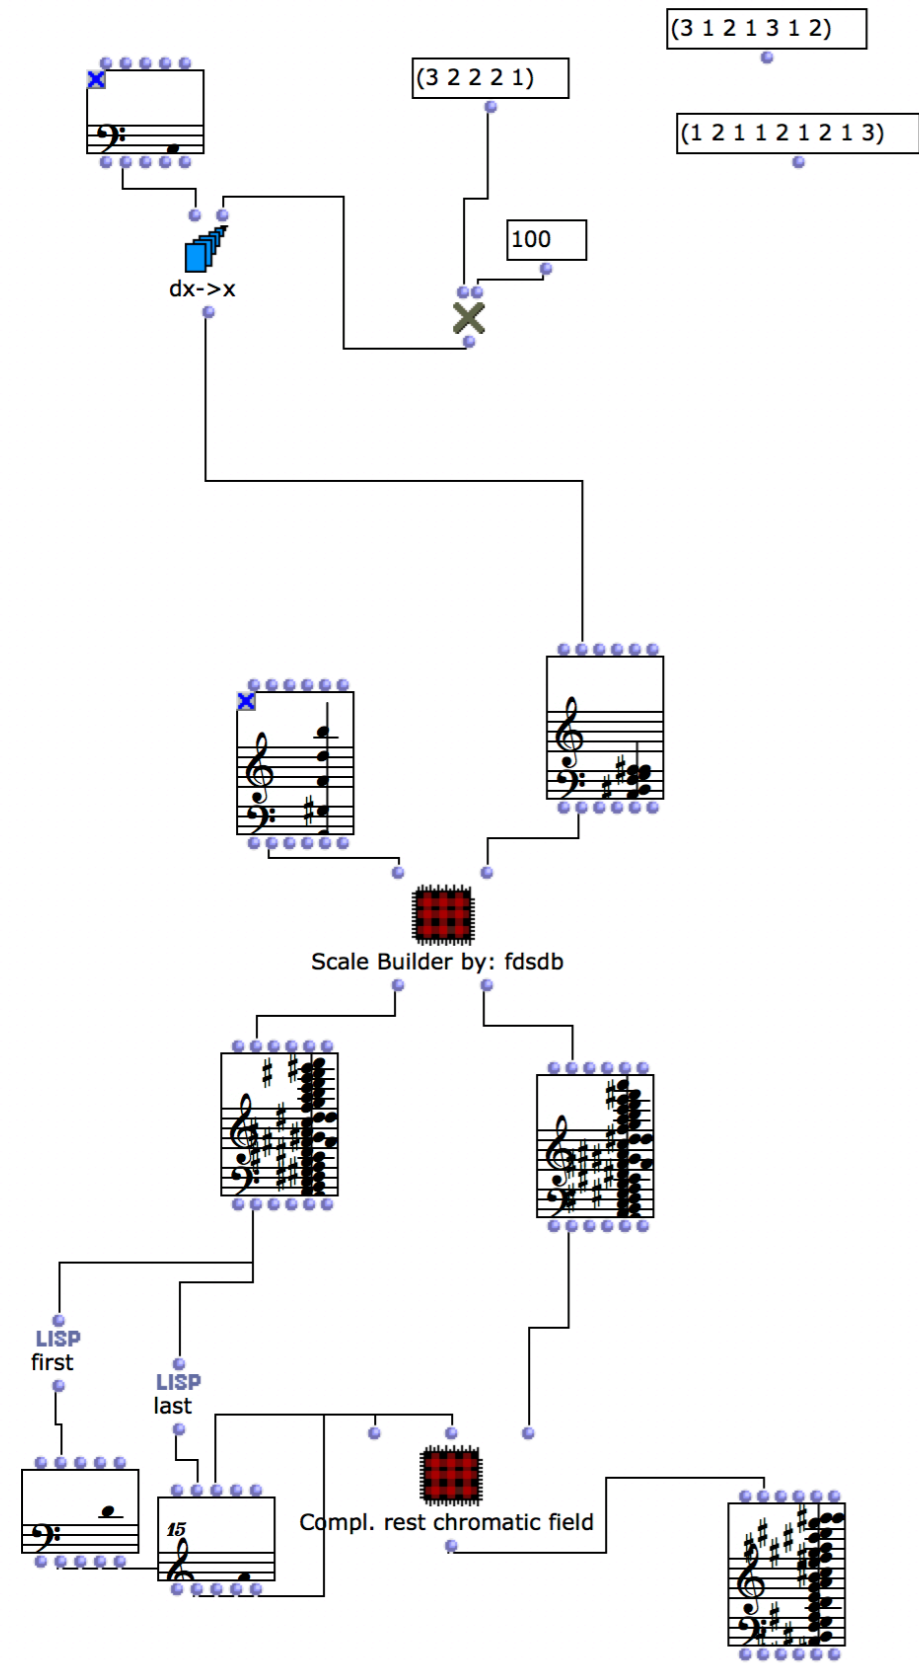 (3 1 2 1 3 1 2)
(3 2 2 2 1)
(1 2 1 1 2 1 2 1 3)
100
dx->x
Scale Builder by: fdsdb
LISP
first
LISP
last
15
Compl. rest chromatic field